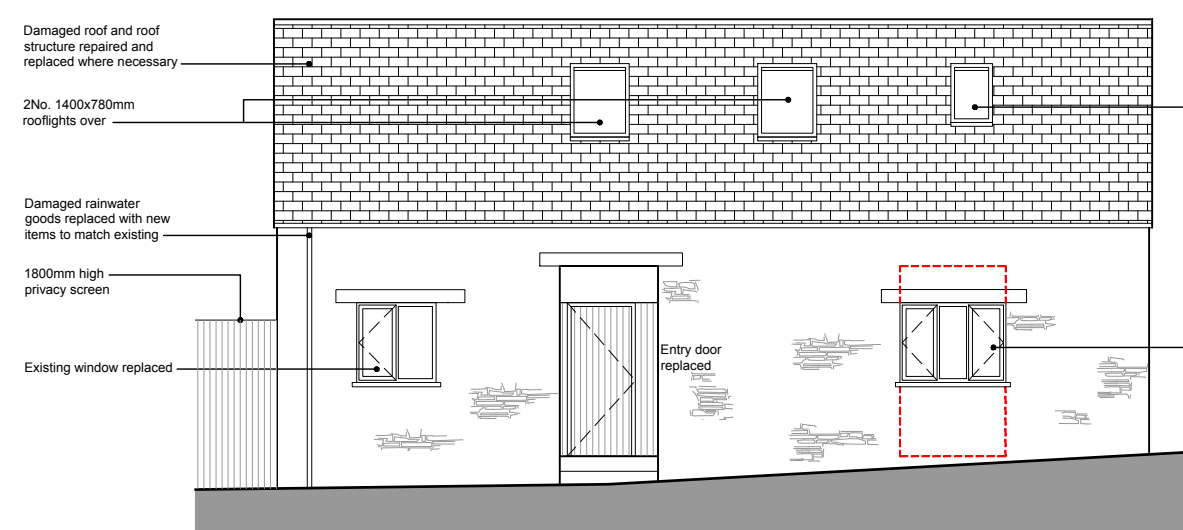 Damaged roof and roof
structure repaired and
replaced where necessary
2No. 1400x780mm
rooflights over
Damaged rainwater
goods replaced with new
items to match existing
1800mm high
privacy screen
Existing window replaced
Entry door
replaced